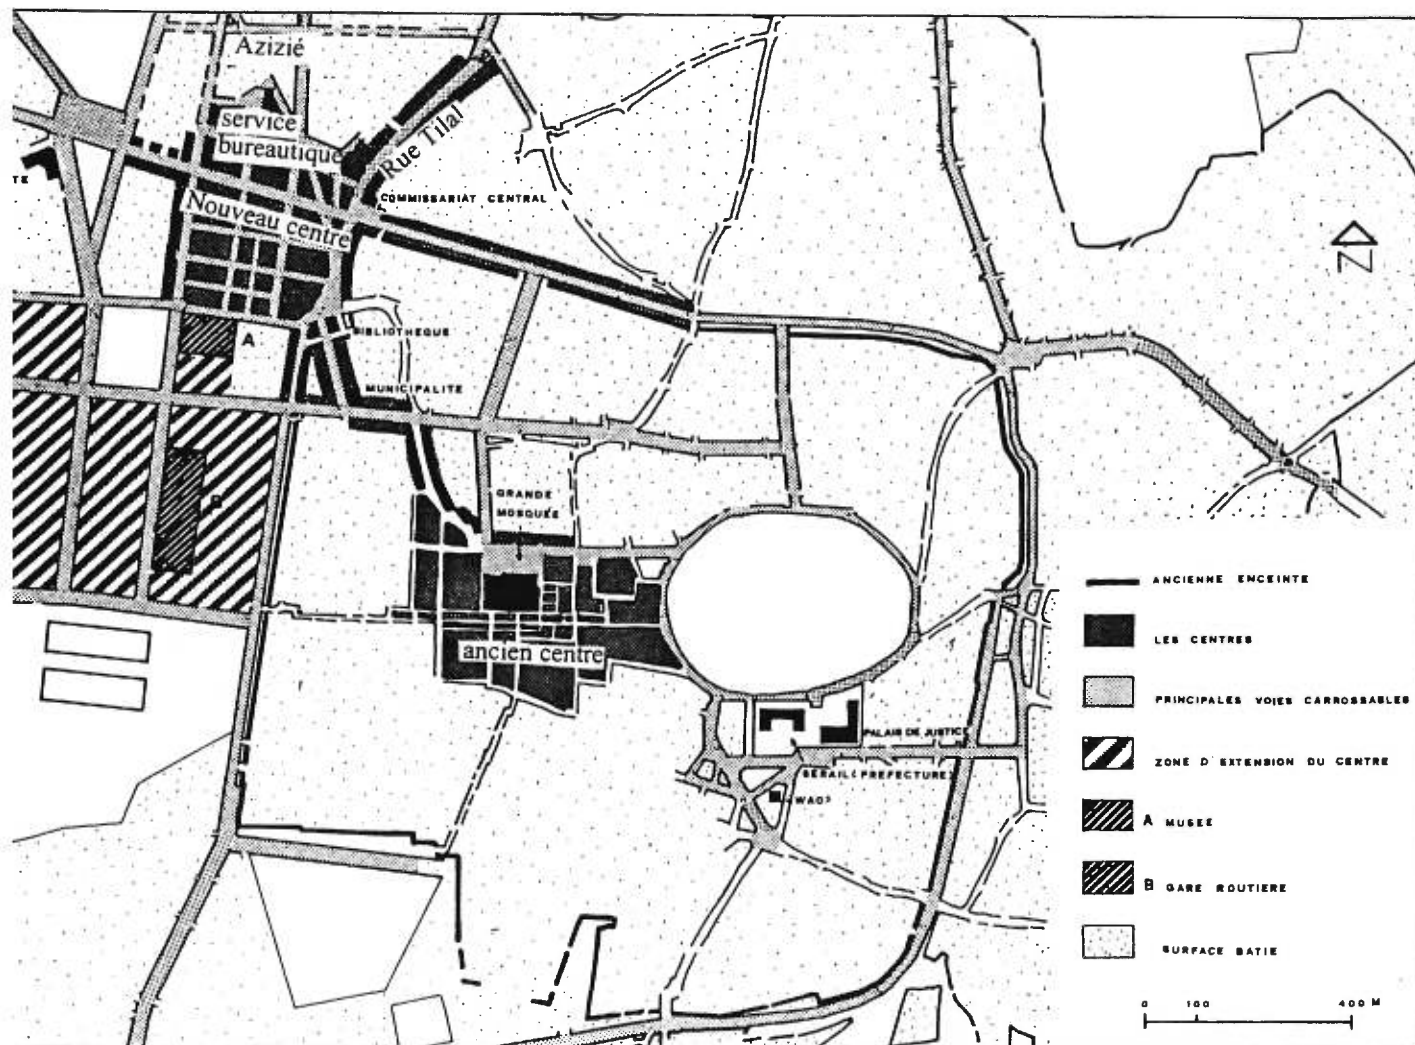 Azizié
service
bureautique
Rue Tilal
TE
COMMISSARIAT CENTRAL
Nouveau centre
N
BIBLIOTHEQUE
A
MUNICIPALITÉ
B
GRANDE
MOSQUÉE
ancien centre
PALAIS DE JUSTICE
SERAIL (PREFECTURE)
ANCIENNE ENCEINTE
LES CENTRES
PRINCIPALES VOIES CARROSSABLES
ZONE D'EXTENSION DU CENTRE
A MUSEE
B GARE ROUTIERE
SURFACE BATIE
0 100 400 M